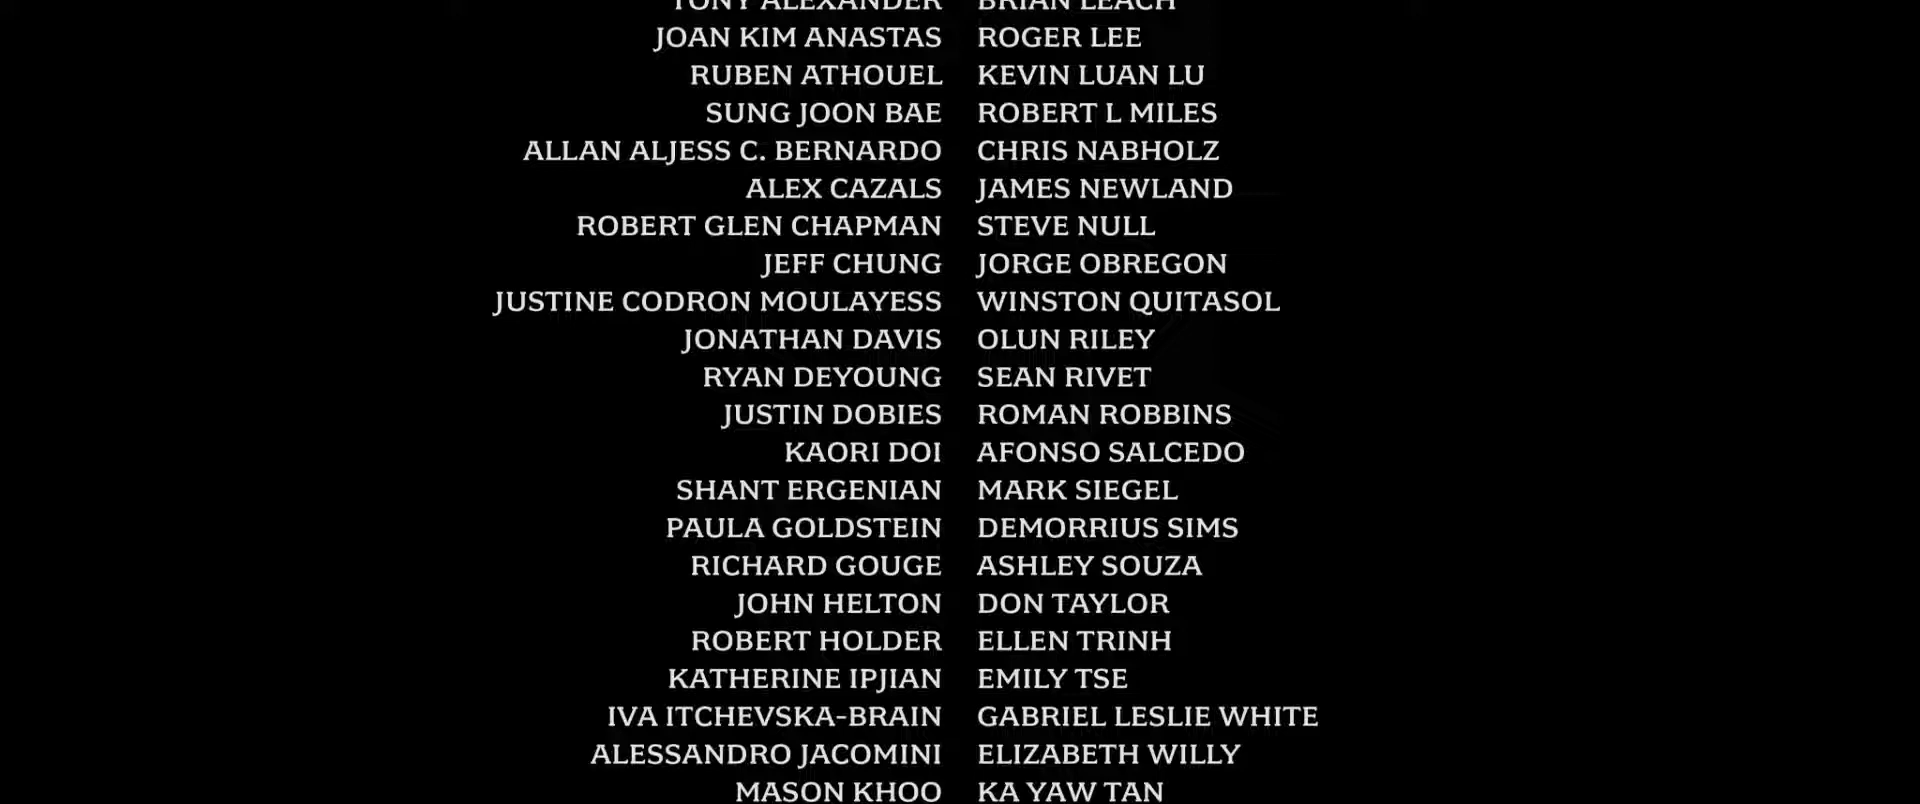 TONY ALEXANDER BRIAN LEACH
JOAN KIM ANASTAS ROGER LEE
RUBEN ATHOUEL KEVIN LUAN LU
SUNG JOON BAE ROBERT L MILES
ALLAN ALJESS C. BERNARDO CHRIS NABHOLZ
ALEX CAZALS JAMES NEWLAND
ROBERT GLEN CHAPMAN STEVE NULL
JEFF CHUNG JORGE OBREGON
JUSTINE CODRON MOULAYESS WINSTON QUITASOL
JONATHAN DAVIS OLUN RILEY
RYAN DEYOUNG SEAN RIVET
JUSTIN DOBIES ROMAN ROBBINS
KAORI DOI AFONSO SALCEDO
SHANT ERGENIAN MARK SIEGEL
PAULA GOLDSTEIN DEMORRIUS SIMS
RICHARD GOUGE ASHLEY SOUZA
JOHN HELTON DON TAYLOR
ROBERT HOLDER ELLEN TRINH
KATHERINE IPJIAN EMILY TSE
IVA ITCHEVSKA-BRAIN GABRIEL LESLIE WHITE
ALESSANDRO JACOMINI ELIZABETH WILLY
MASON KHOO KA YAW TAN